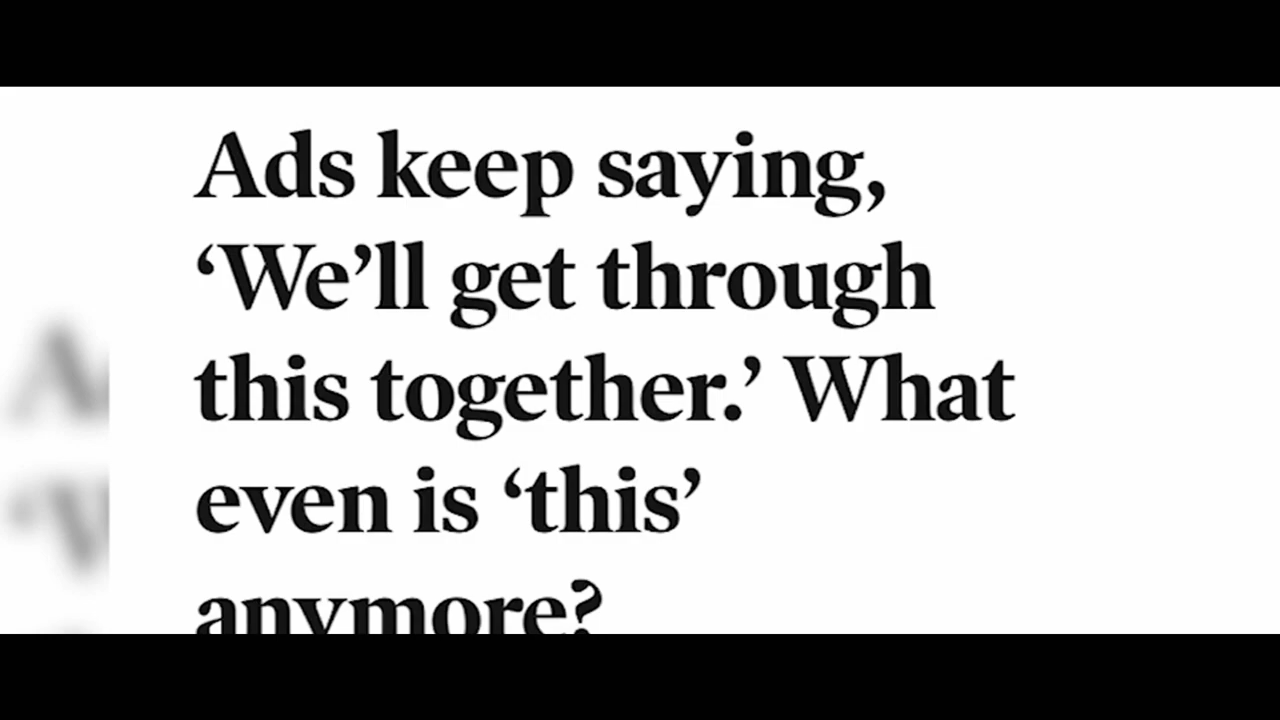 Ads keep saying,
‘We’ll get through
this together.’ What
even is ‘this’
anymore?